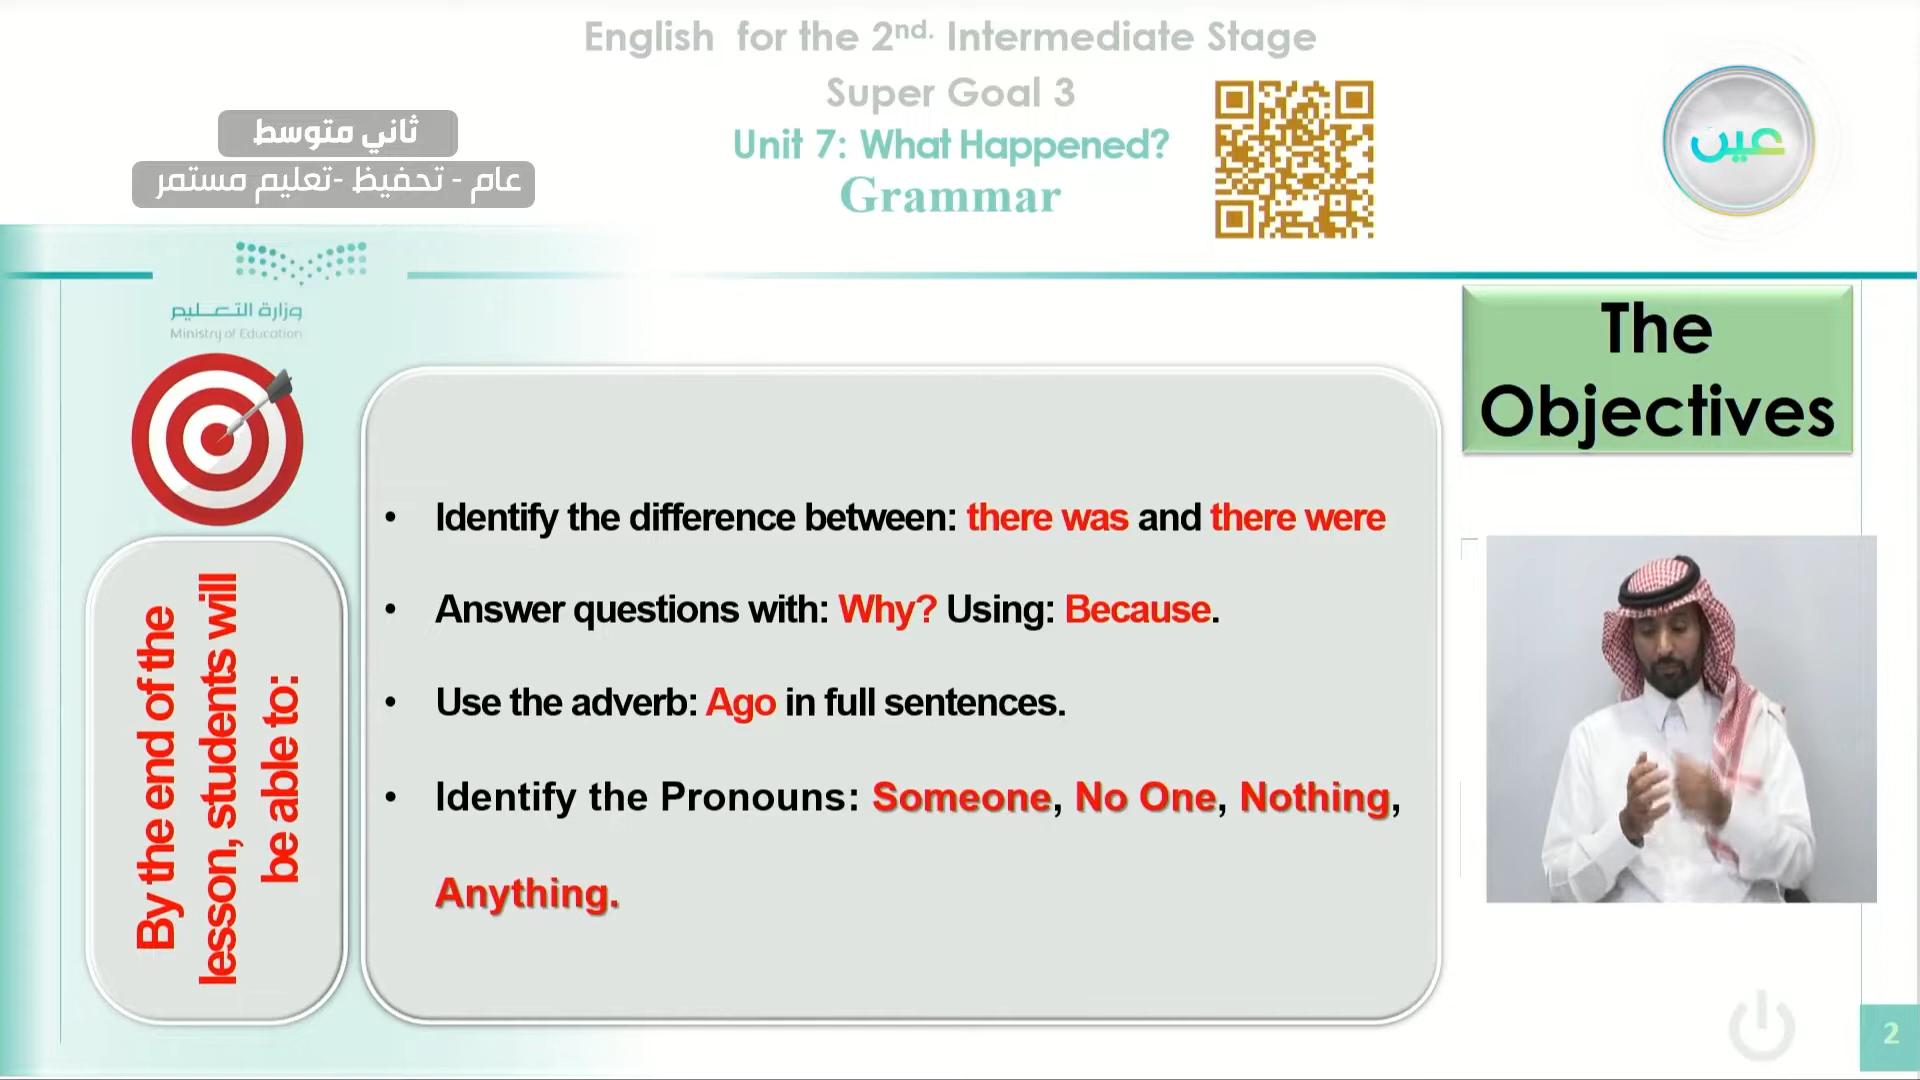 English for the 2nd. Intermediate Stage
Super Goal 3
Unit 7: What Happened?
Grammar
ثاني متوسط
عام - تحفيظ -تعليم مستمر
عين
وزارة التعليم
Ministry of Education
The
Objectives
By the end of the
lesson, students will
be able to:
• Identify the difference between: there was and there were
• Answer questions with: Why? Using: Because.
• Use the adverb: Ago in full sentences.
• Identify the Pronouns: Someone, No One, Nothing,
Anything.
2